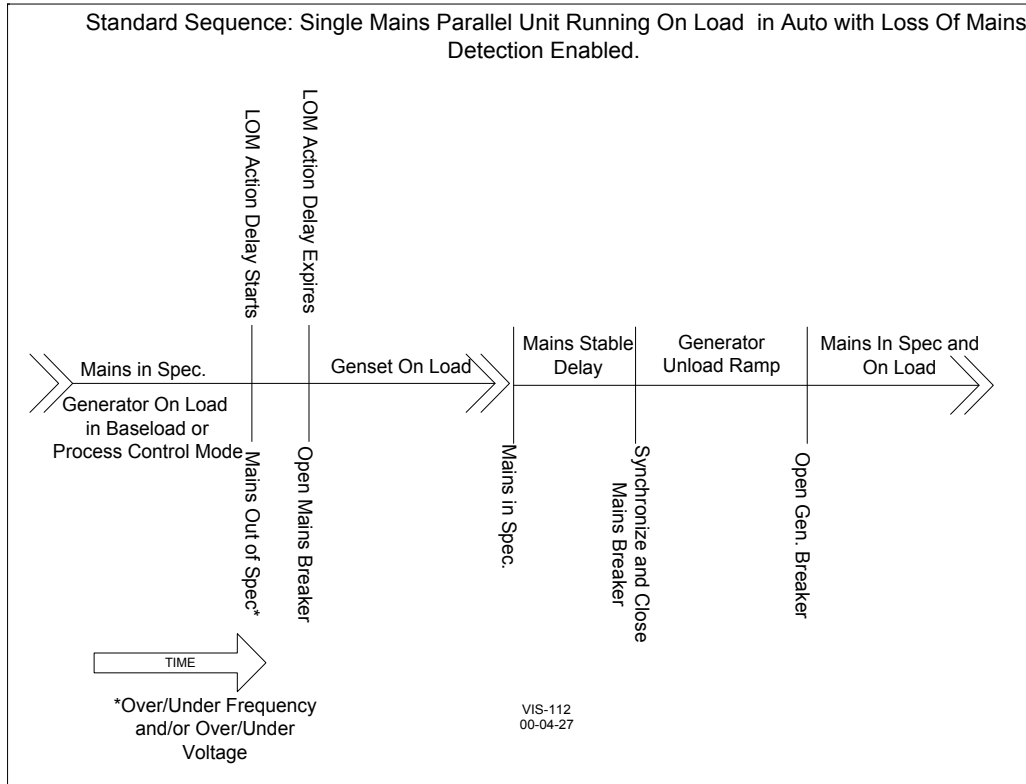 Standard Sequence: Single Mains Parallel Unit Running On Load in Auto with Loss Of Mains
Detection Enabled.
LOM Action Delay Starts
LOM Action Delay Expires
Mains in Spec.
Generator On Load
in Baseload or
Process Control Mode
Genset On Load
Mains Stable
Delay
Generator
Unload Ramp
Mains In Spec and
On Load
Mains Out of Spec*
Open Mains Breaker
Mains in Spec.
Synchronize and Close
Mains Breaker
Open Gen. Breaker
TIME
*Over/Under Frequency
and/or Over/Under
Voltage
VIS-112
00-04-27